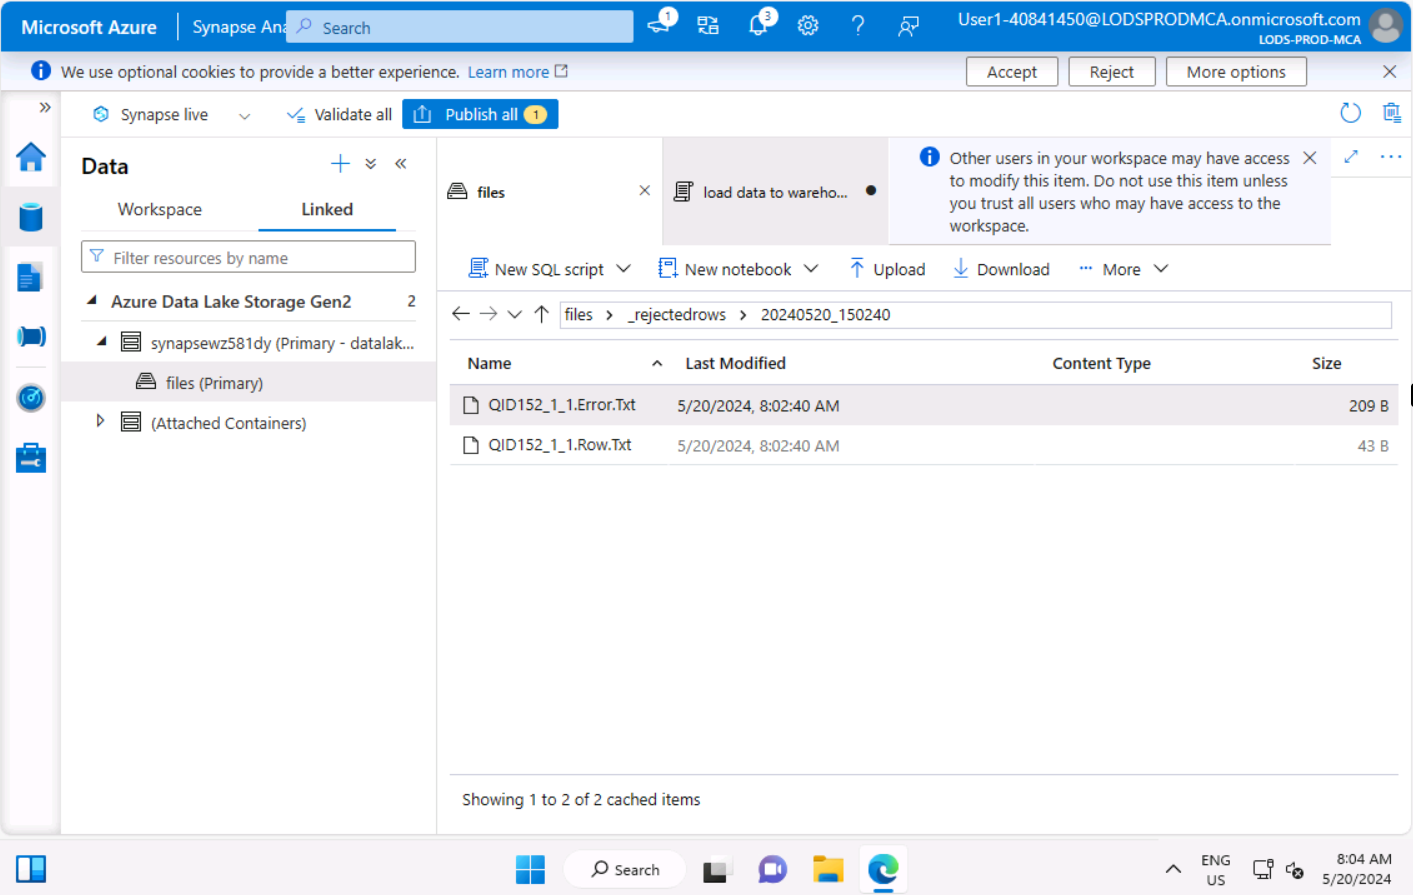 Microsoft Azure
Synapse Ana
Search
1
3
User1-40841450@LODSPRODMCA.onmicrosoft.com
LODS-PROD-MCA
We use optional cookies to provide a better experience. Learn more
Accept
Reject
More options
Synapse live
Validate all
Publish all 1
Data
Workspace
Linked
Filter resources by name
Azure Data Lake Storage Gen2 2
synapsewz581dy (Primary - datalak...
files (Primary)
(Attached Containers)
files
load data to wareho...
Other users in your workspace may have access
to modify this item. Do not use this item unless
you trust all users who may have access to the
workspace.
New SQL script
New notebook
Upload
Download
More
files > _rejectedrows > 20240520_150240
Name Last Modified Content Type Size
QID152_1_1.Error.Txt 5/20/2024, 8:02:40 AM 209 B
QID152_1_1.Row.Txt 5/20/2024, 8:02:40 AM 43 B
Showing 1 to 2 of 2 cached items
Search
ENG
US
8:04 AM
5/20/2024